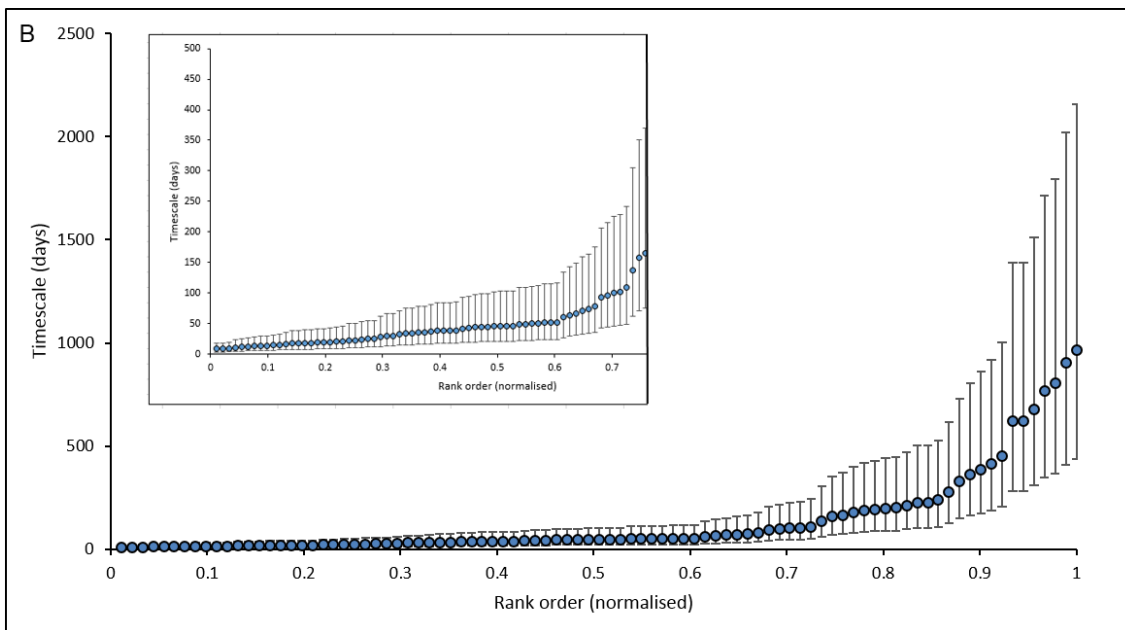 B
2500
2000
1500
1000
500
0
Timescale (days)
0 0.1 0.2 0.3 0.4 0.5 0.6 0.7 0.8 0.9 1
Rank order (normalised)
500
450
400
350
300
250
200
150
100
50
0
Timescale (days)
0 0.1 0.2 0.3 0.4 0.5 0.6 0.7
Rank order (normalised)